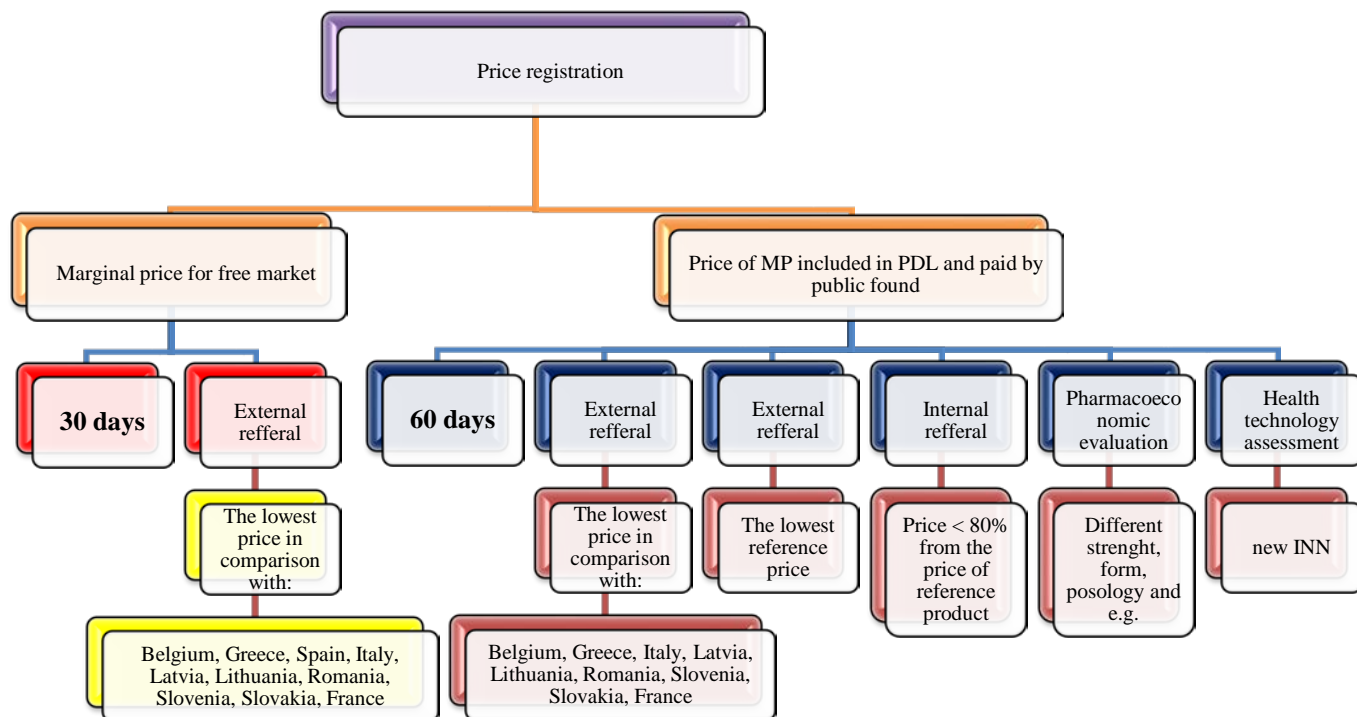 Price registration
Marginal price for free market
Price of MP included in PDL and paid by
public found
30 days
External
refferal
60 days
External
refferal
External
refferal
Internal
refferal
Pharmacoeco
nomic
evaluation
Health
technology
assessment
The lowest
price in
comparison
with:
The lowest
price in
comparison
with:
The lowest
reference
price
Price < 80%
from the
price of
reference
product
Different
strenght,
form,
posology and
e.g.
new INN
Belgium, Greece, Spain, Italy,
Latvia, Lithuania, Romania,
Slovenia, Slovakia, France
Belgium, Greece, Italy, Latvia,
Lithuania, Romania, Slovenia,
Slovakia, France